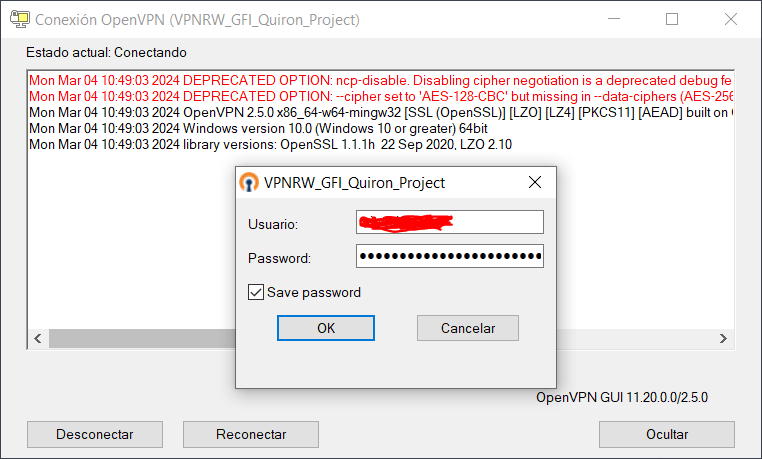 Conexión OpenVPN (VPNRW_GFI_Quiron_Project)
Estado actual: Conectando
Mon Mar 04 10:49:03 2024 DEPRECATED OPTION: ncp-disable. Disabling cipher negotiation is a deprecated debug fe
Mon Mar 04 10:49:03 2024 DEPRECATED OPTION: --cipher set to 'AES-128-CBC' but missing in --data-ciphers (AES-256
Mon Mar 04 10:49:03 2024 OpenVPN 2.5.0 x86_64-w64-mingw32 [SSL (OpenSSL)] [LZO] [LZ4] [PKCS11] [AEAD] built on
Mon Mar 04 10:49:03 2024 Windows version 10.0 (Windows 10 or greater) 64bit
Mon Mar 04 10:49:03 2024 library versions: OpenSSL 1.1.1h 22 Sep 2020, LZO 2.10
VPNRW_GFI_Quiron_Project
Usuario:
Password:
Save password
OK Cancelar
OpenVPN GUI 11.20.0.0/2.5.0
Desconectar Reconectar Ocultar